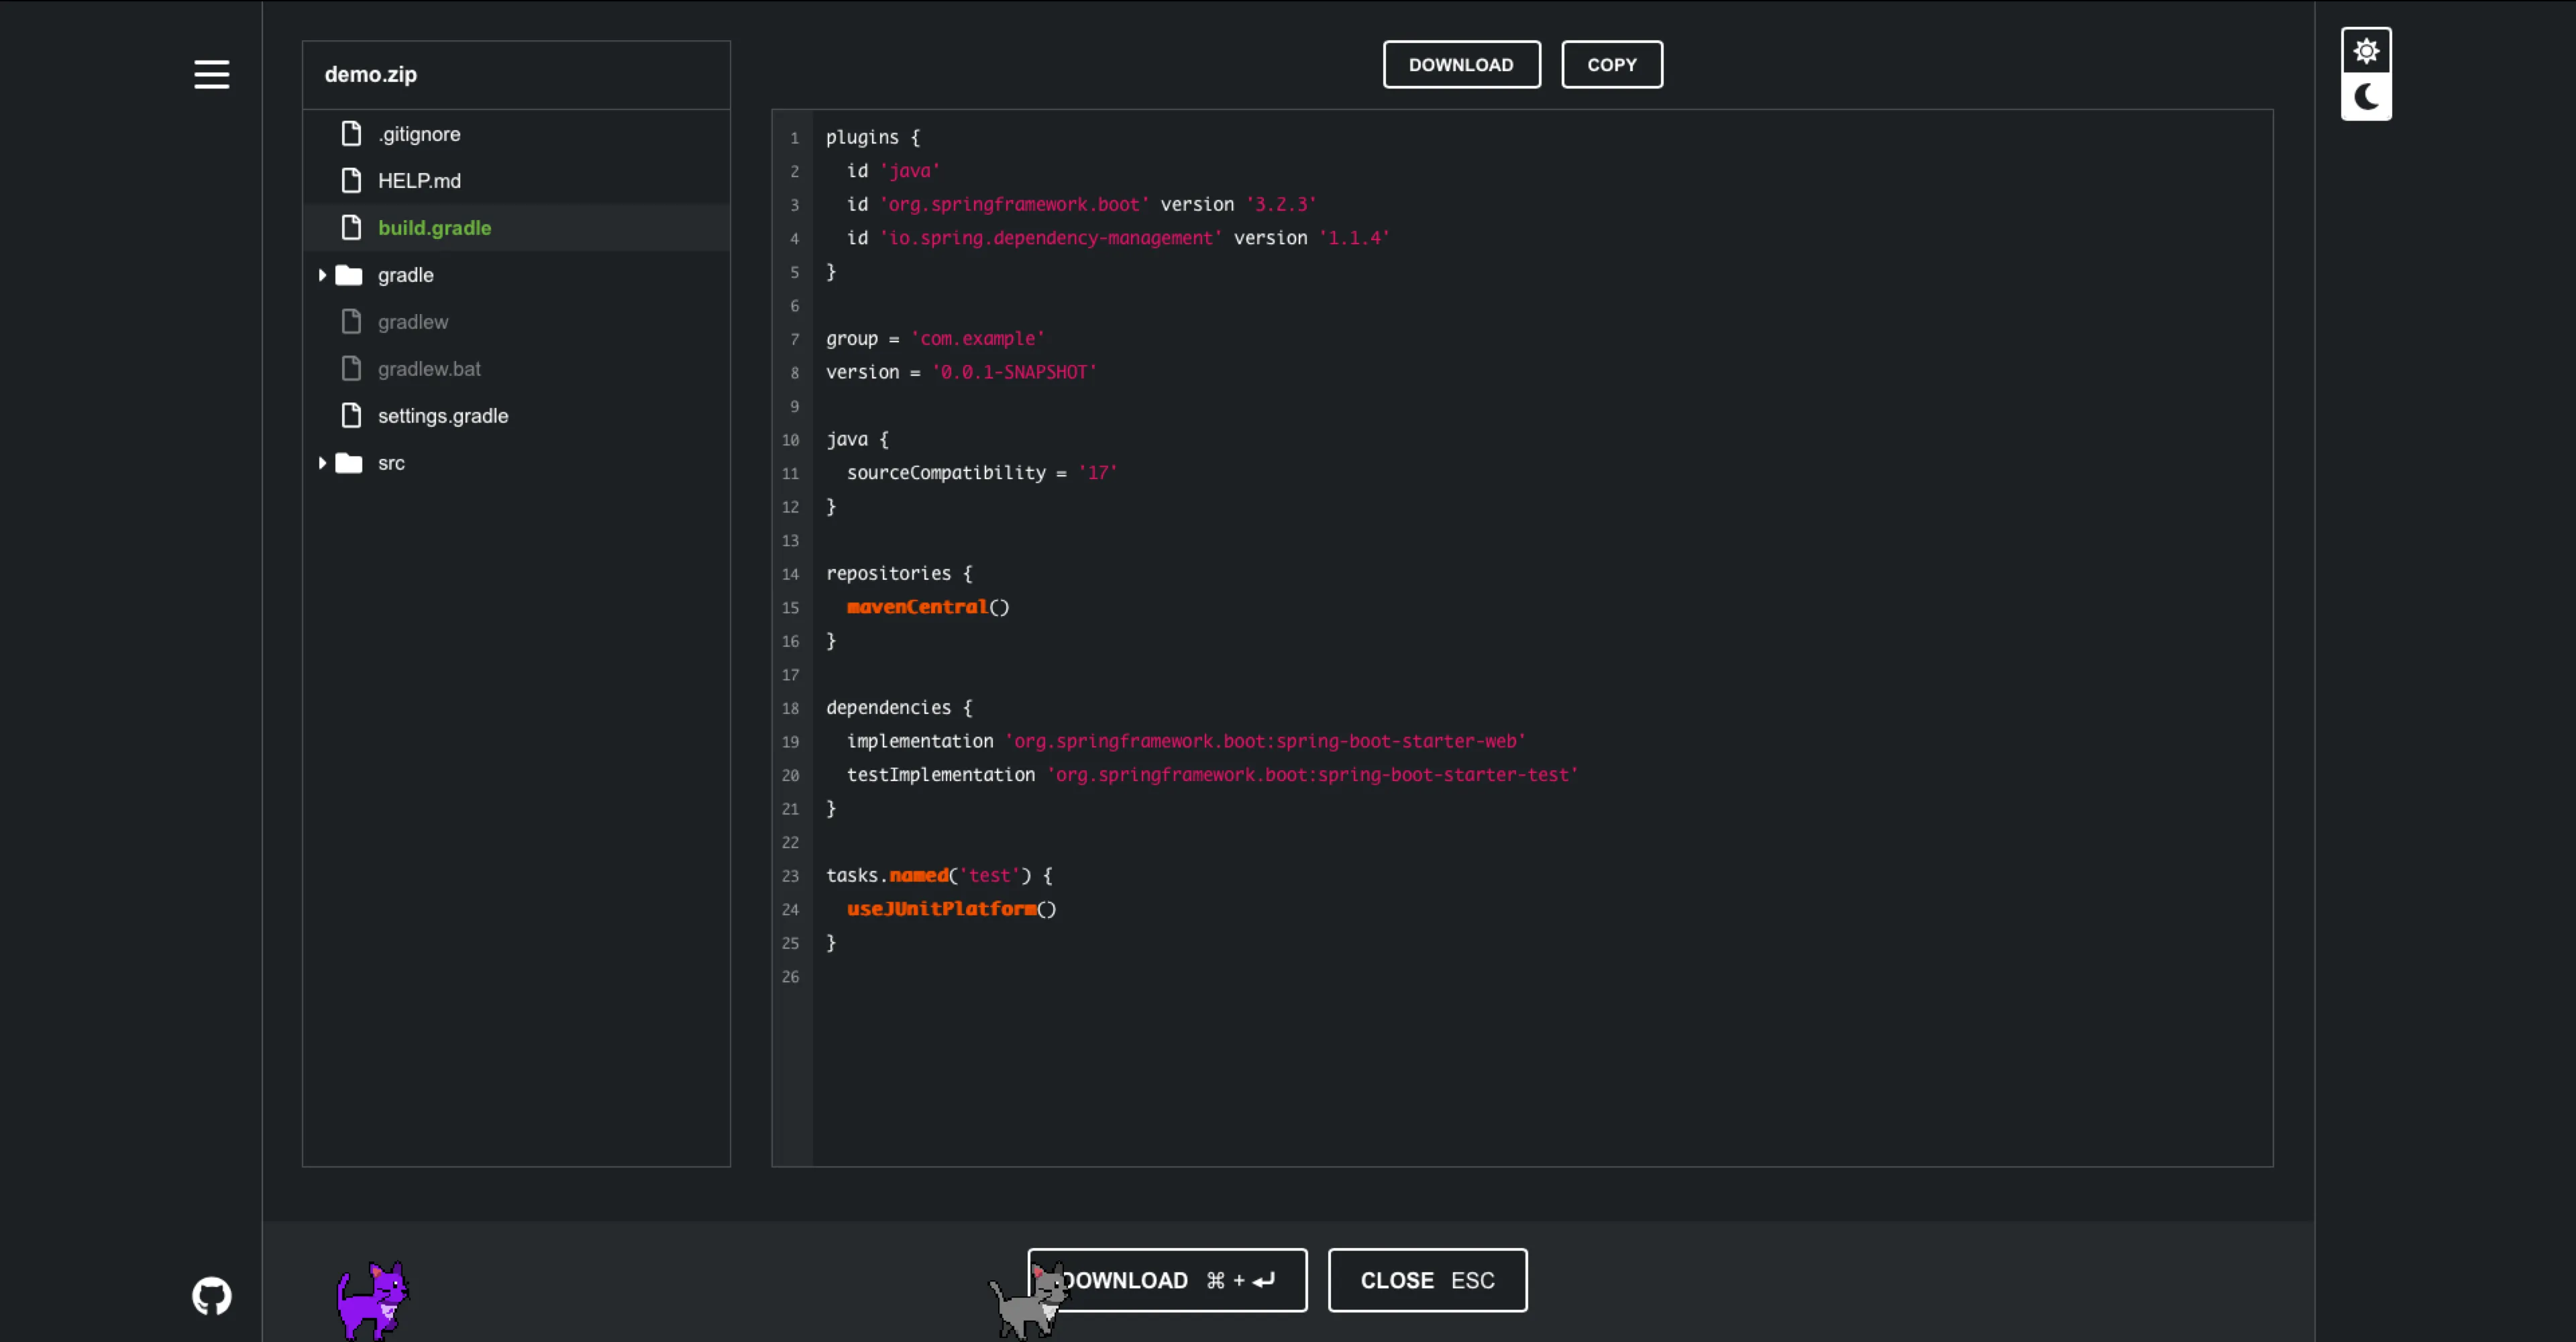 demo.zip
.gitignore
HELP.md
build.gradle
gradle
gradlew
gradlew.bat
settings.gradle
src
DOWNLOAD COPY
1 plugins {
2 id 'java'
3 id 'org.springframework.boot' version '3.2.3'
4 id 'io.spring.dependency-management' version '1.1.4'
5 }
6
7 group = 'com.example'
8 version = '0.0.1-SNAPSHOT'
9
10 java {
11 sourceCompatibility = '17'
12 }
13
14 repositories {
15 mavenCentral()
16 }
17
18 dependencies {
19 implementation 'org.springframework.boot:spring-boot-starter-web'
20 testImplementation 'org.springframework.boot:spring-boot-starter-test'
21 }
22
23 tasks.named('test') {
24 useJUnitPlatform()
25 }
26
DOWNLOAD ⌘ + ↵ CLOSE ESC